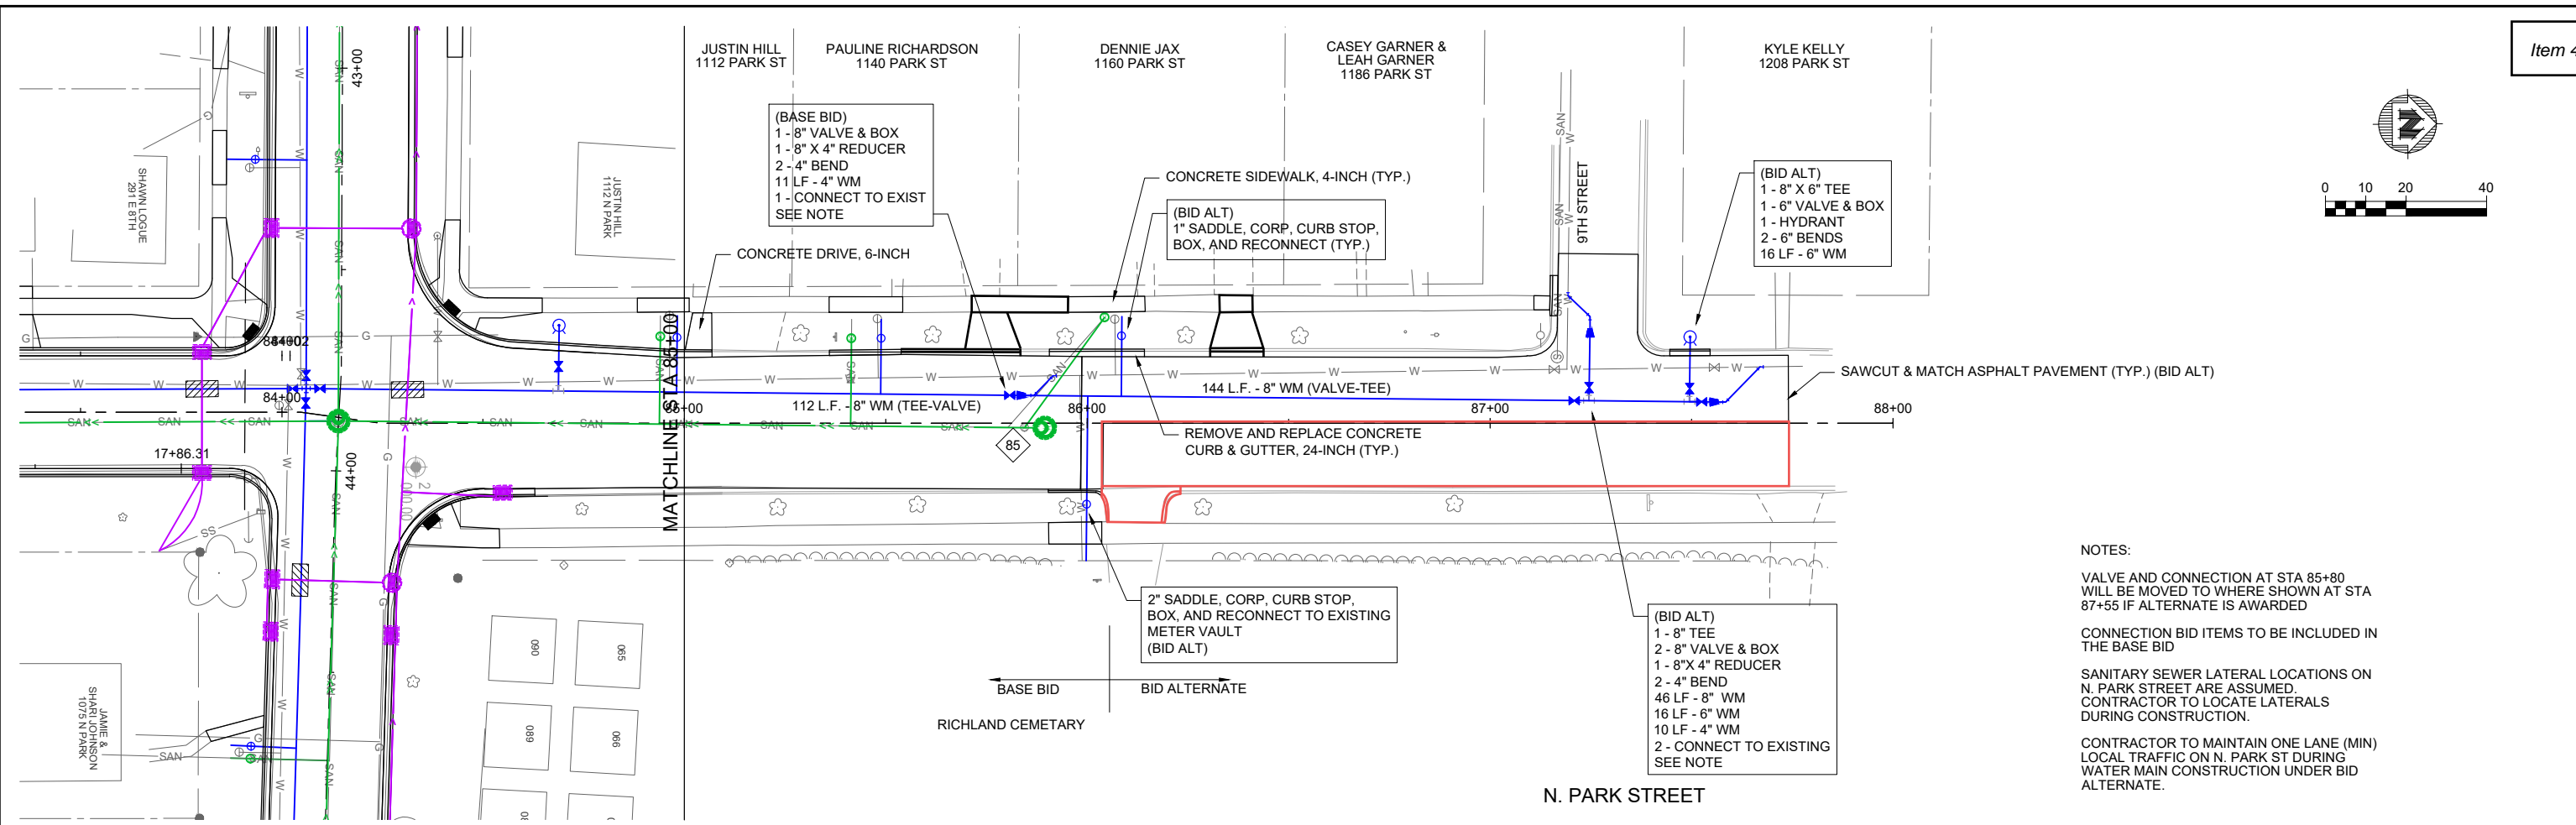 Item 4
JUSTIN HILL
1112 PARK ST
PAULINE RICHARDSON
1140 PARK ST
DENNIE JAX
1160 PARK ST
CASEY GARNER &
LEAH GARNER
1186 PARK ST
KYLE KELLY
1208 PARK ST
N
0 10 20 40
43+00
SHAWN LOGUE
291 E 8TH
JUSTIN HILL
1112 N PARK
(BASE BID)
1 - 8" VALVE & BOX
1 - 8" X 4" REDUCER
2 - 4" BEND
11 LF - 4" WM
1 - CONNECT TO EXIST
SEE NOTE
CONCRETE DRIVE, 6-INCH
CONCRETE SIDEWALK, 4-INCH (TYP.)
(BID ALT)
1" SADDLE, CORP, CURB STOP,
BOX, AND RECONNECT (TYP.)
9TH STREET
(BID ALT)
1 - 8" X 6" TEE
1 - 6" VALVE & BOX
1 - HYDRANT
2 - 6" BENDS
16 LF - 6" WM
MATCHLINE STA 85+00
SAWCUT & MATCH ASPHALT PAVEMENT (TYP.) (BID ALT)
84+00
85+00
86+00
87+00
88+00
112 L.F. - 8" WM (TEE-VALVE)
144 L.F. - 8" WM (VALVE-TEE)
85
REMOVE AND REPLACE CONCRETE
CURB & GUTTER, 24-INCH (TYP.)
17+86.31
44+00
2" SADDLE, CORP, CURB STOP,
BOX, AND RECONNECT TO EXISTING
METER VAULT
(BID ALT)
BASE BID
BID ALTERNATE
RICHLAND CEMETARY
(BID ALT)
1 - 8" TEE
2 - 8" VALVE & BOX
1 - 8"X 4" REDUCER
2 - 4" BEND
46 LF - 8" WM
16 LF - 6" WM
10 LF - 4" WM
2 - CONNECT TO EXISTING
SEE NOTE
N. PARK STREET
JAMIE &
SHARI JOHNSON
1075 N PARK
090
065
089
066
NOTES:
VALVE AND CONNECTION AT STA 85+80
WILL BE MOVED TO WHERE SHOWN AT STA
87+55 IF ALTERNATE IS AWARDED
CONNECTION BID ITEMS TO BE INCLUDED IN
THE BASE BID
SANITARY SEWER LATERAL LOCATIONS ON
N. PARK STREET ARE ASSUMED.
CONTRACTOR TO LOCATE LATERALS
DURING CONSTRUCTION.
CONTRACTOR TO MAINTAIN ONE LANE (MIN)
LOCAL TRAFFIC ON N. PARK ST DURING
WATER MAIN CONSTRUCTION UNDER BID
ALTERNATE.